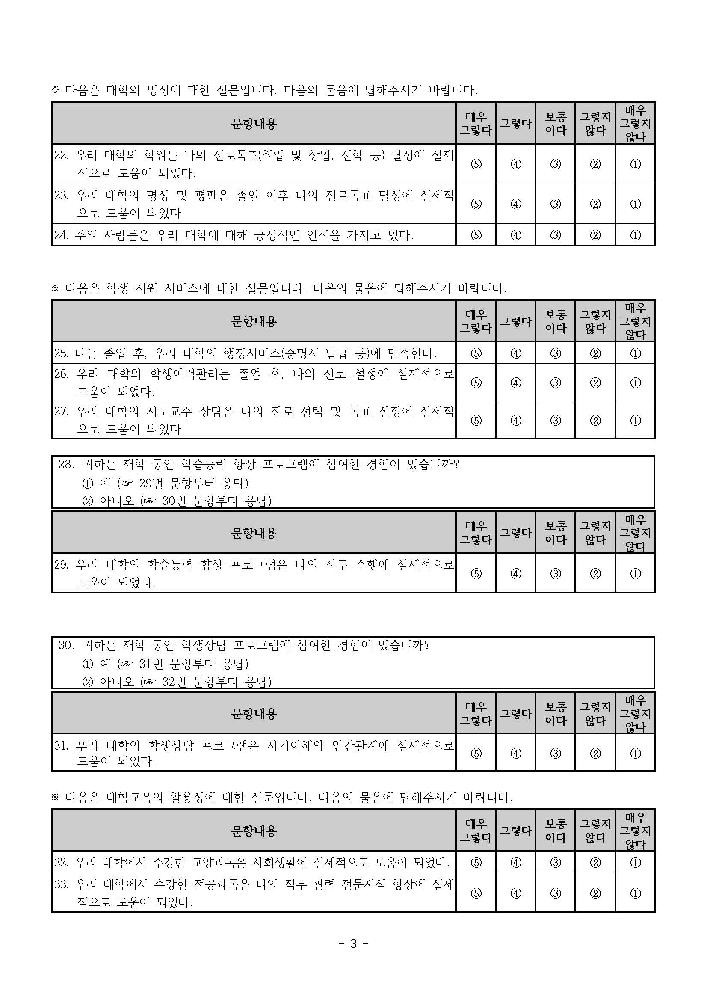 ※ 다음은 대학의 명성에 대한 설문입니다. 다음의 물음에 답해주시기 바랍니다.
문항내용 매우 그렇다 그렇다 보통이다 그렇지 않다 매우 그렇지 않다
22. 우리 대학의 학위는 나의 진로목표(취업 및 창업, 진학 등) 달성에 실제
적으로 도움이 되었다. ⑤ ④ ③ ② ①
23. 우리 대학의 명성 및 평판은 졸업 이후 나의 진로목표 달성에 실제적
으로 도움이 되었다. ⑤ ④ ③ ② ①
24. 주위 사람들은 우리 대학에 대해 긍정적인 인식을 가지고 있다. ⑤ ④ ③ ② ①
※ 다음은 학생 지원 서비스에 대한 설문입니다. 다음의 물음에 답해주시기 바랍니다.
문항내용 매우 그렇다 그렇다 보통이다 그렇지 않다 매우 그렇지 않다
25. 나는 졸업 후, 우리 대학의 행정서비스(증명서 발급 등)에 만족한다. ⑤ ④ ③ ② ①
26. 우리 대학의 학생이력관리는 졸업 후, 나의 진로 설정에 실제적으로
도움이 되었다. ⑤ ④ ③ ② ①
27. 우리 대학의 지도교수 상담은 나의 진로 선택 및 목표 설정에 실제적
으로 도움이 되었다. ⑤ ④ ③ ② ①
28. 귀하는 재학 동안 학습능력 향상 프로그램에 참여한 경험이 있습니까?
① 예 (☞ 29번 문항부터 응답)
② 아니오 (☞ 30번 문항부터 응답)
문항내용 매우 그렇다 그렇다 보통이다 그렇지 않다 매우 그렇지 않다
29. 우리 대학의 학습능력 향상 프로그램은 나의 직무 수행에 실제적으로
도움이 되었다. ⑤ ④ ③ ② ①
30. 귀하는 재학 동안 학생상담 프로그램에 참여한 경험이 있습니까?
① 예 (☞ 31번 문항부터 응답)
② 아니오 (☞ 32번 문항부터 응답)
문항내용 매우 그렇다 그렇다 보통이다 그렇지 않다 매우 그렇지 않다
31. 우리 대학의 학생상담 프로그램은 자기이해와 인간관계에 실제적으로
도움이 되었다. ⑤ ④ ③ ② ①
※ 다음은 대학교육의 활용성에 대한 설문입니다. 다음의 물음에 답해주시기 바랍니다.
문항내용 매우 그렇다 그렇다 보통이다 그렇지 않다 매우 그렇지 않다
32. 우리 대학에서 수강한 교양과목은 사회생활에 실제적으로 도움이 되었다. ⑤ ④ ③ ② ①
33. 우리 대학에서 수강한 전공과목은 나의 직무 관련 전문지식 향상에 실제
적으로 도움이 되었다. ⑤ ④ ③ ② ①
- 3 -